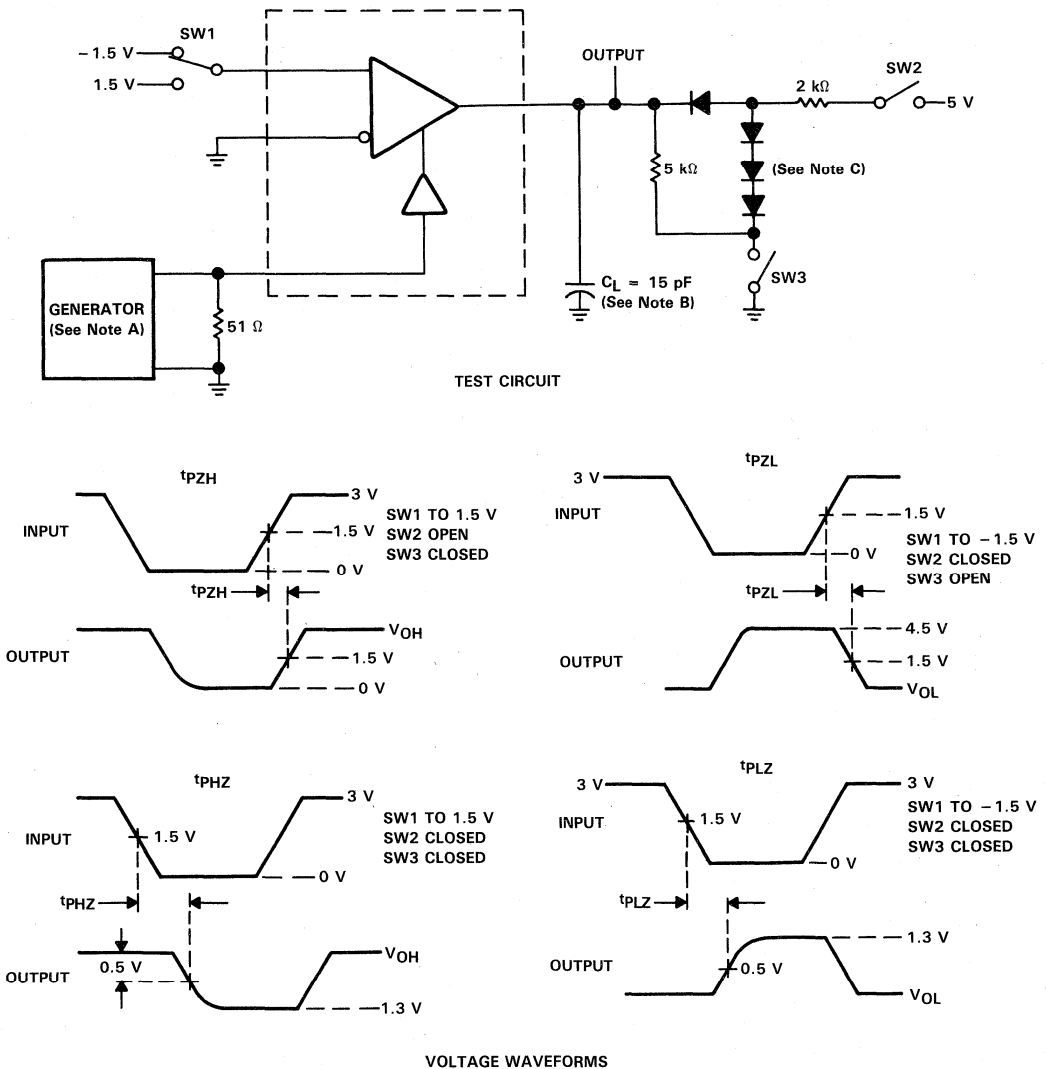 SW1
− 1.5 V
1.5 V
OUTPUT
2 kΩ
SW2
5 V
5 kΩ
(See Note C)
SW3
CL = 15 pF
(See Note B)
GENERATOR
(See Note A)
51 Ω
TEST CIRCUIT
tPZH
INPUT
3 V
1.5 V
0 V
SW1 TO 1.5 V
SW2 OPEN
SW3 CLOSED
tPZH
OUTPUT
VOH
1.5 V
0 V
tPZL
3 V
INPUT
1.5 V
0 V
SW1 TO − 1.5 V
SW2 CLOSED
SW3 OPEN
tPZL
OUTPUT
4.5 V
1.5 V
VOL
tPHZ
INPUT
3 V
1.5 V
0 V
SW1 TO 1.5 V
SW2 CLOSED
SW3 CLOSED
tPHZ
OUTPUT
0.5 V
VOH
1.3 V
tPLZ
3 V
3 V
INPUT
1.5 V
0 V
SW1 TO − 1.5 V
SW2 CLOSED
SW3 CLOSED
tPLZ
OUTPUT
1.3 V
0.5 V
VOL
VOLTAGE WAVEFORMS